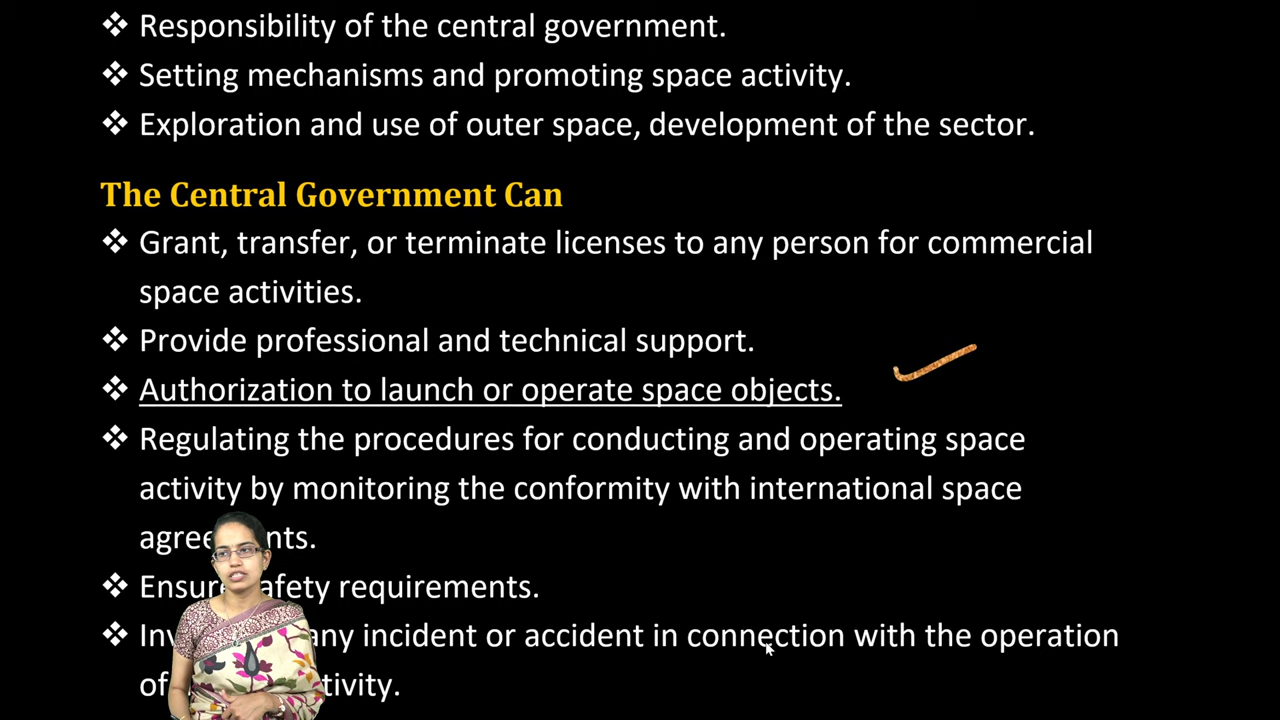 ❖ Responsibility of the central government.
❖ Setting mechanisms and promoting space activity.
❖ Exploration and use of outer space, development of the sector.
The Central Government Can
❖ Grant, transfer, or terminate licenses to any person for commercial
space activities.
❖ Provide professional and technical support.
❖ Authorization to launch or operate space objects.
❖ Regulating the procedures for conducting and operating space
activity by monitoring the conformity with international space
agreements.
❖ Ensure safety requirements.
❖ any incident or accident in connection with the operation
of